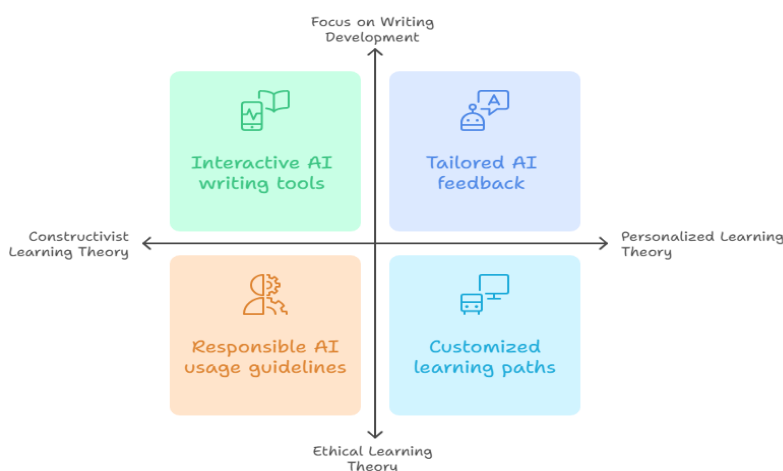 Focus on Writing
Development
Interactive AI
writing tools
A
Tailored AI
feedback
Constructivist
Learning Theory
Personalized Learning
Theory
Responsible AI
usage guidelines
Customized
learning paths
Ethical Learning
Theory